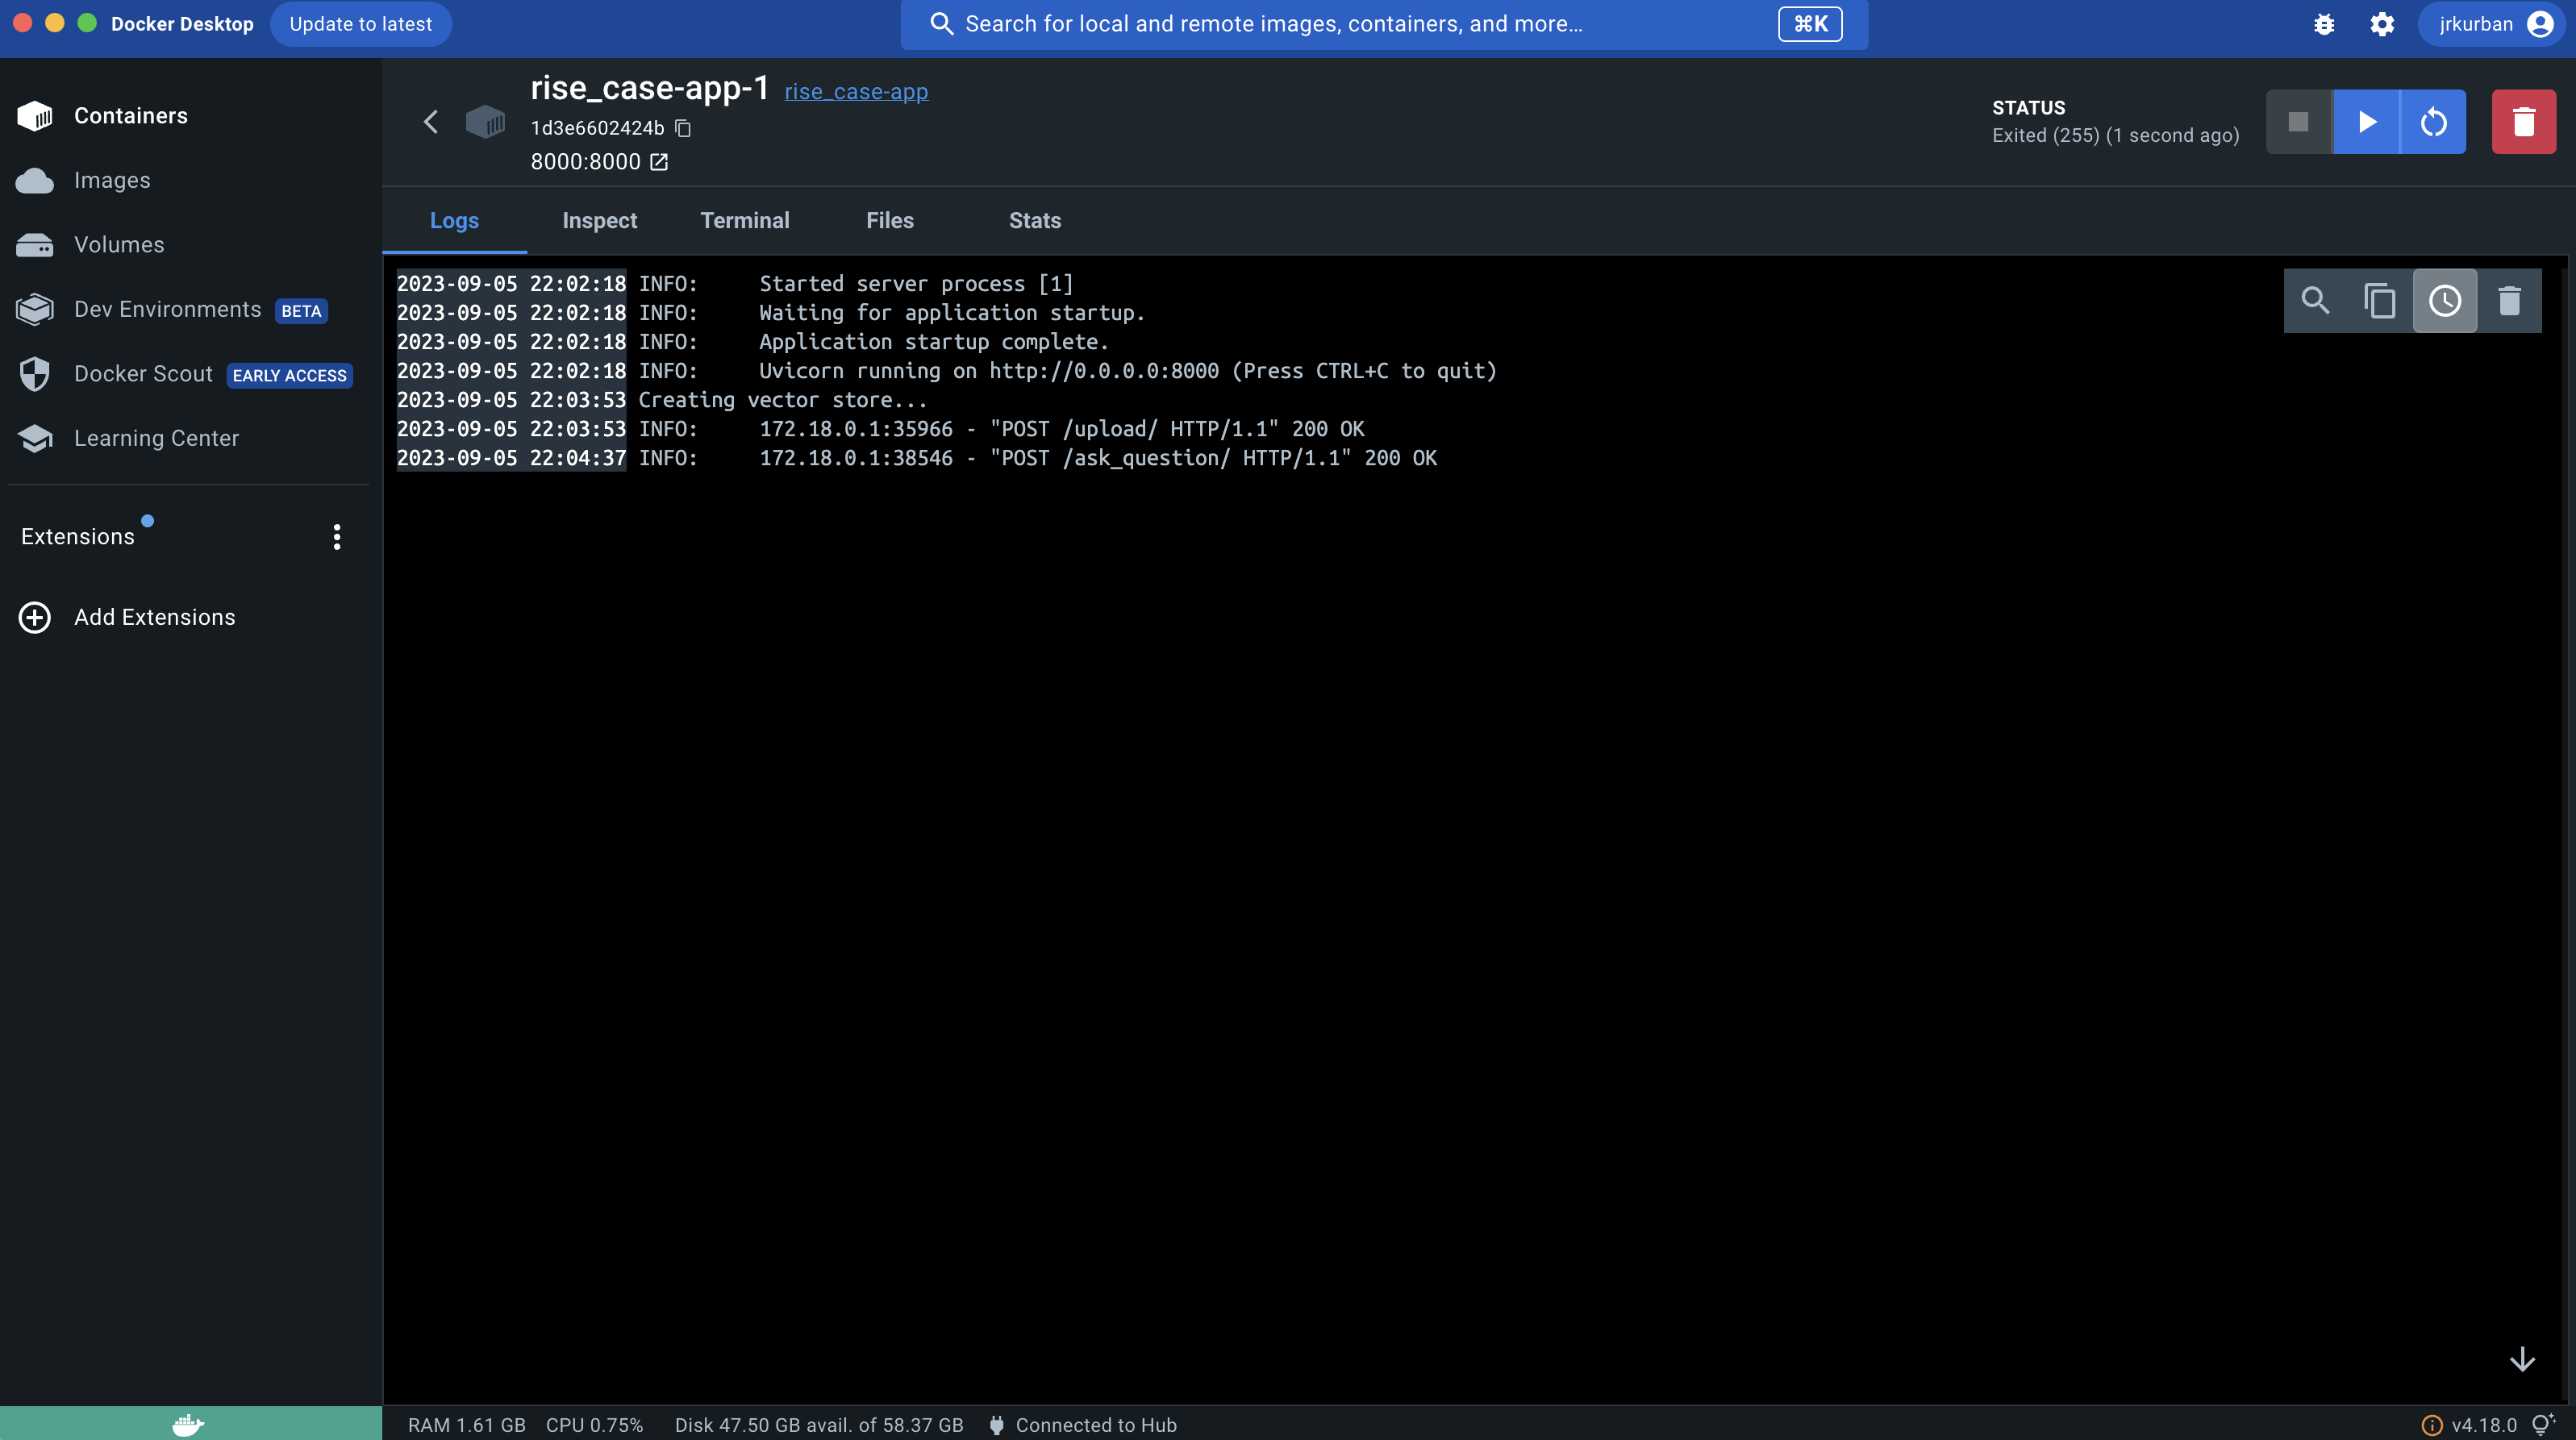 Docker Desktop Update to latest Search for local and remote images, containers, and more... ⌘K jrkurban
Containers
Images
Volumes
Dev Environments BETA
Docker Scout EARLY ACCESS
Learning Center
Extensions
Add Extensions
rise_case-app-1 rise_case-app
1d3e6602424b
8000:8000
STATUS
Exited (255) (1 second ago)
Logs Inspect Terminal Files Stats
2023-09-05 22:02:18 INFO:     Started server process [1]
2023-09-05 22:02:18 INFO:     Waiting for application startup.
2023-09-05 22:02:18 INFO:     Application startup complete.
2023-09-05 22:02:18 INFO:     Uvicorn running on http://0.0.0.0:8000 (Press CTRL+C to quit)
2023-09-05 22:03:53 Creating vector store...
2023-09-05 22:03:53 INFO:     172.18.0.1:35966 - "POST /upload/ HTTP/1.1" 200 OK
2023-09-05 22:04:37 INFO:     172.18.0.1:38546 - "POST /ask_question/ HTTP/1.1" 200 OK
RAM 1.61 GB CPU 0.75% Disk 47.50 GB avail. of 58.37 GB Connected to Hub v4.18.0